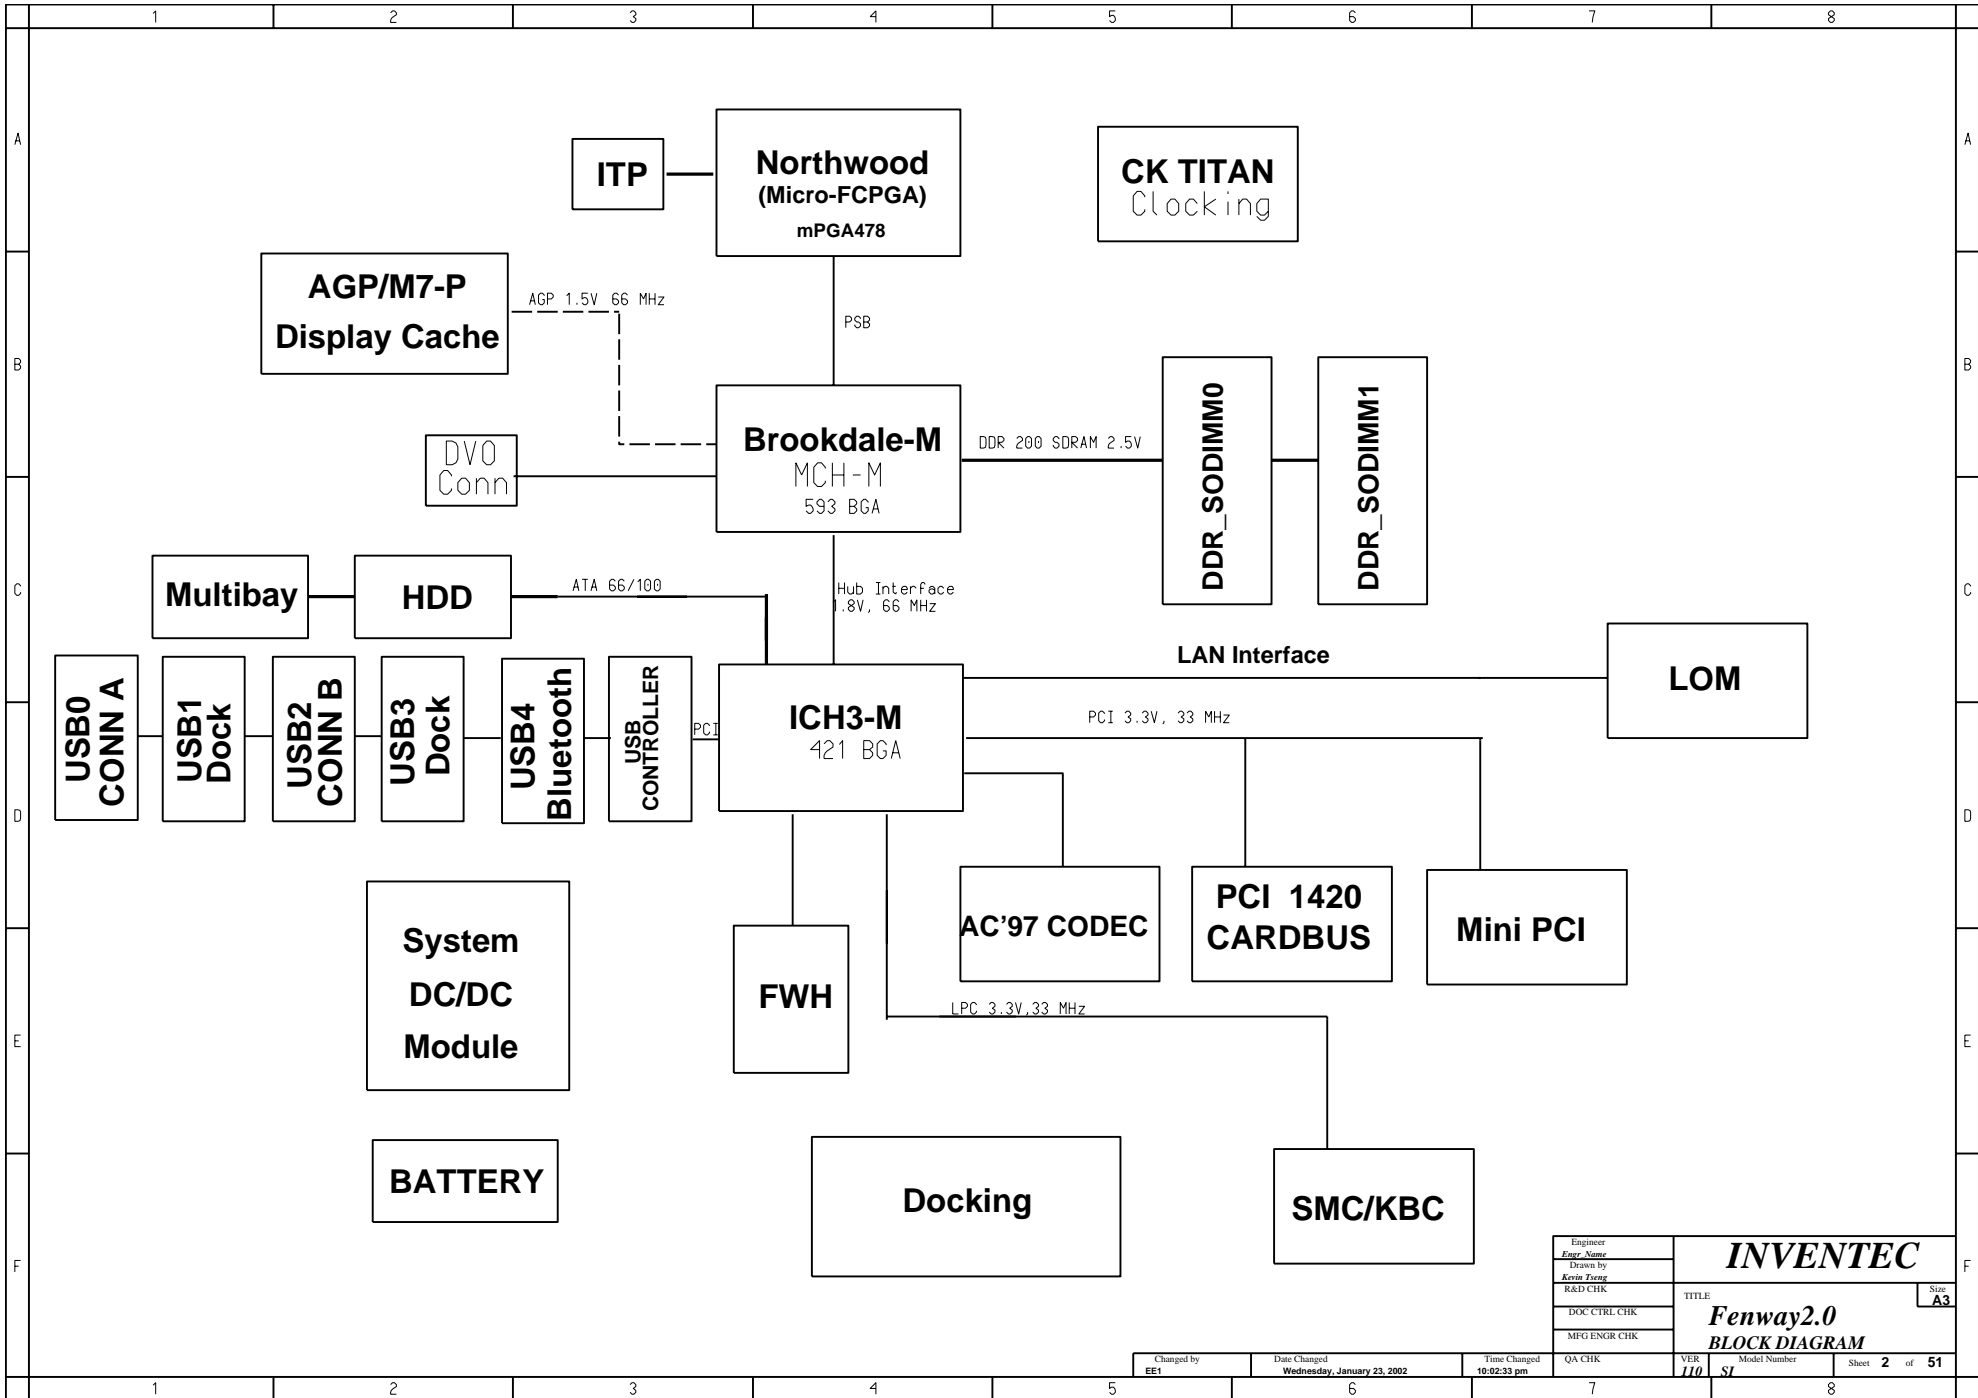 1 2 3 4 5 6 7 8
A A
B B
C C
D D
E E
F F
ITP
Northwood
(Micro-FCPGA)
mPGA478
CK TITAN
Clocking
AGP/M7-P
Display Cache
AGP 1.5V 66 MHz
PSB
DVO
Conn
Brookdale-M
MCH-M
593 BGA
DDR 200 SDRAM 2.5V
DDR_SODIMM0
DDR_SODIMM1
Multibay
HDD
ATA 66/100
Hub Interface
1.8V, 66 MHz
LAN Interface
LOM
USB0
CONN A
USB1
Dock
USB2
CONN B
USB3
Dock
USB4
Bluetooth
USB
CONTROLLER
PCI
ICH3-M
421 BGA
PCI 3.3V, 33 MHz
System
DC/DC
Module
FWH
AC'97 CODEC
PCI 1420
CARDBUS
Mini PCI
LPC 3.3V,33 MHz
BATTERY
Docking
SMC/KBC
Engineer
Engr_Name
Drawn by
Kevin Tseng
R&D CHK
DOC CTRL CHK
MFG ENGR CHK
QA CHK
INVENTEC
TITLE
Fenway2.0
BLOCK DIAGRAM
Size
A3
Changed by
EE1
Date Changed
Wednesday, January 23, 2002
Time Changed
10:02:33 pm
VER
110
Model Number
SI
Sheet 2 of 51
1 2 3 4 5 6 7 8